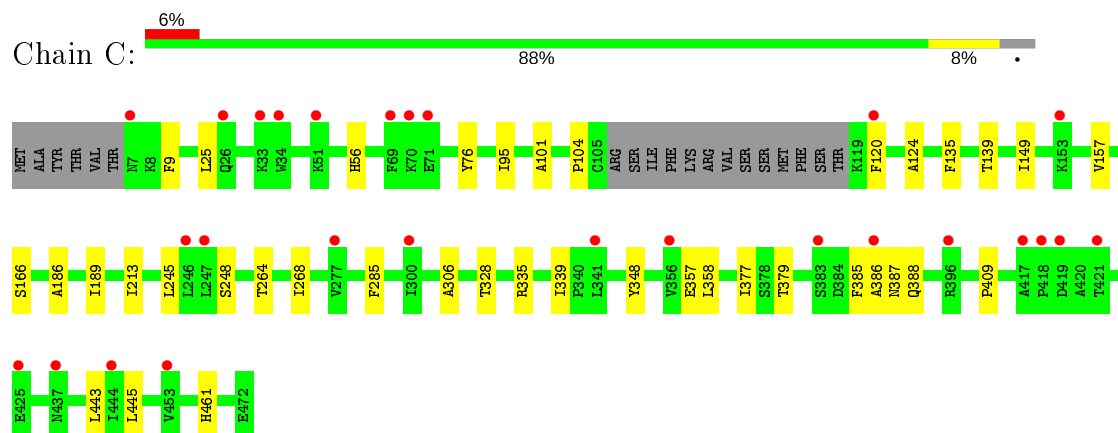 6%
Chain C:
88%
8%
•
MET ALA TYR THR VAL THR N7 K8 F9 L25 Q26 K33 W34 K51 H56 F69 K70 E71 Y76 I95 A101 P104 C105 ARG SER ILE PHE LYS ARG VAL SER SER MET PHE SER THR K119 F120 A124 F135 T139 I149 K153 V157
S166 A186 I189 I213 L245 L246 L247 S248 T264 I268 V277 F285 I300 A306 T328 R335 I339 P340 L341 Y348 V356 E357 L358 I377 S378 T379 S383 D384 F385 A386 N387 Q388 R396 P409 A417 P418 D419 A420 T421
E425 N437 L443 I444 L445 V453 H461 E472